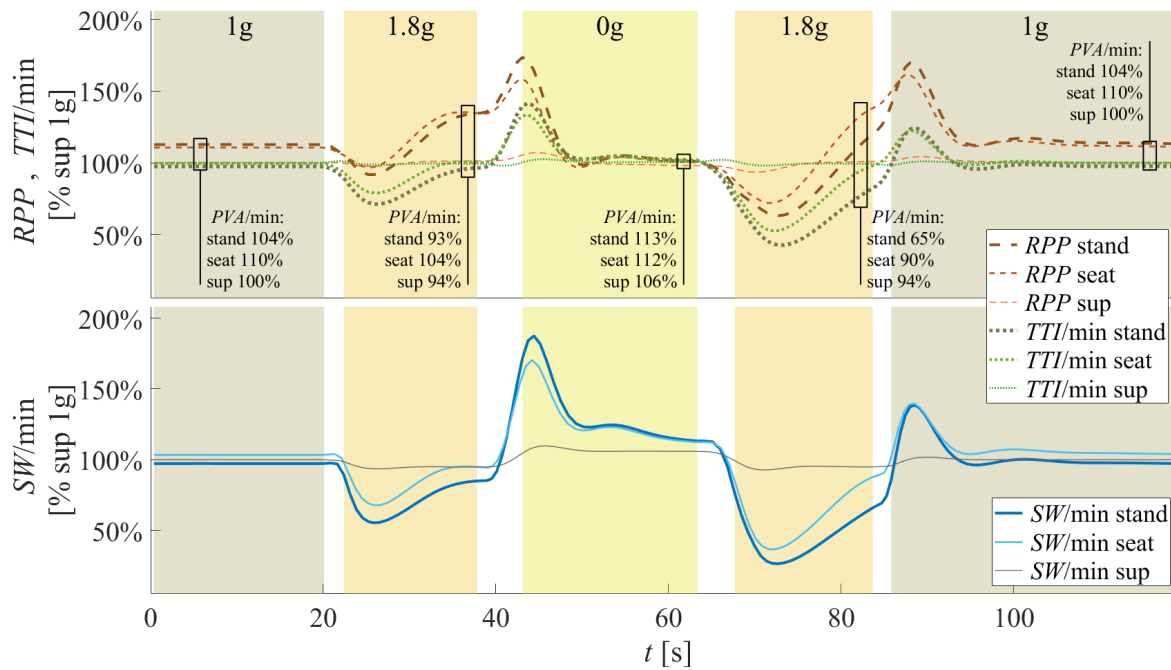 200%
150%
100%
50%
RPP , TTI/min
[% sup 1g]
1g
1.8g
0g
1.8g
1g
PVA/min:
stand 104%
seat 110%
sup 100%
PVA/min:
stand 93%
seat 104%
sup 94%
PVA/min:
stand 113%
seat 112%
sup 106%
PVA/min:
stand 65%
seat 90%
sup 94%
PVA/min:
stand 104%
seat 110%
sup 100%
RPP stand
RPP seat
RPP sup
TTI/min stand
TTI/min seat
TTI/min sup
200%
150%
100%
50%
SW/min
[% sup 1g]
SW/min stand
SW/min seat
SW/min sup
0
20
40
60
80
100
t [s]